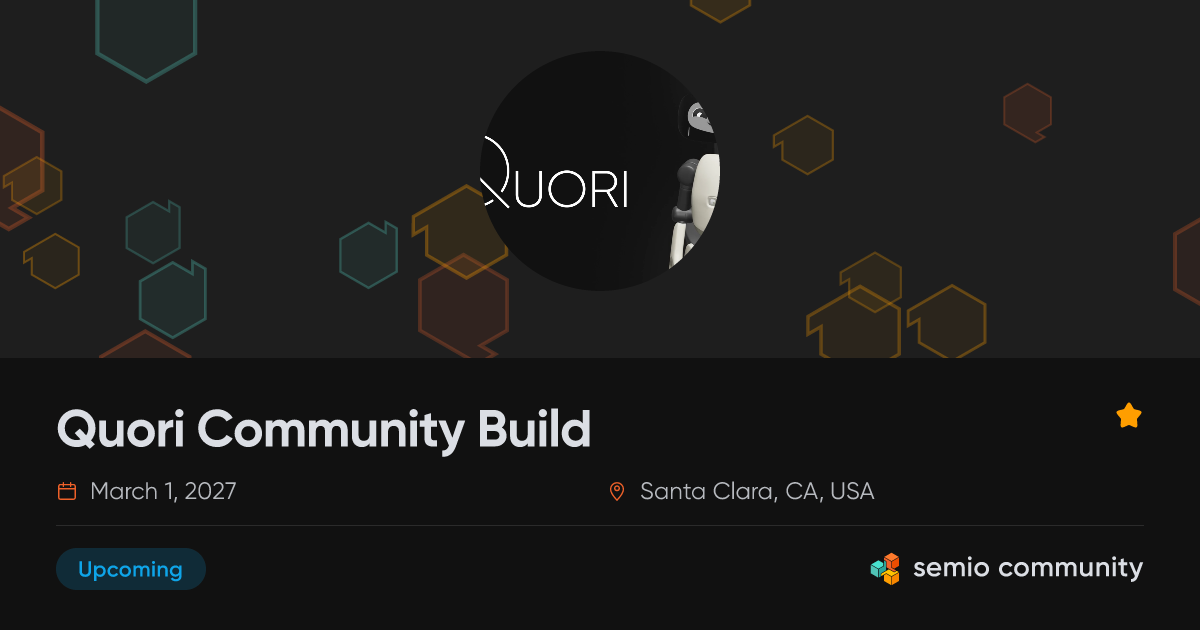 QUORI
Quori Community Build
March 1, 2027
Santa Clara, CA, USA
Upcoming
semio community